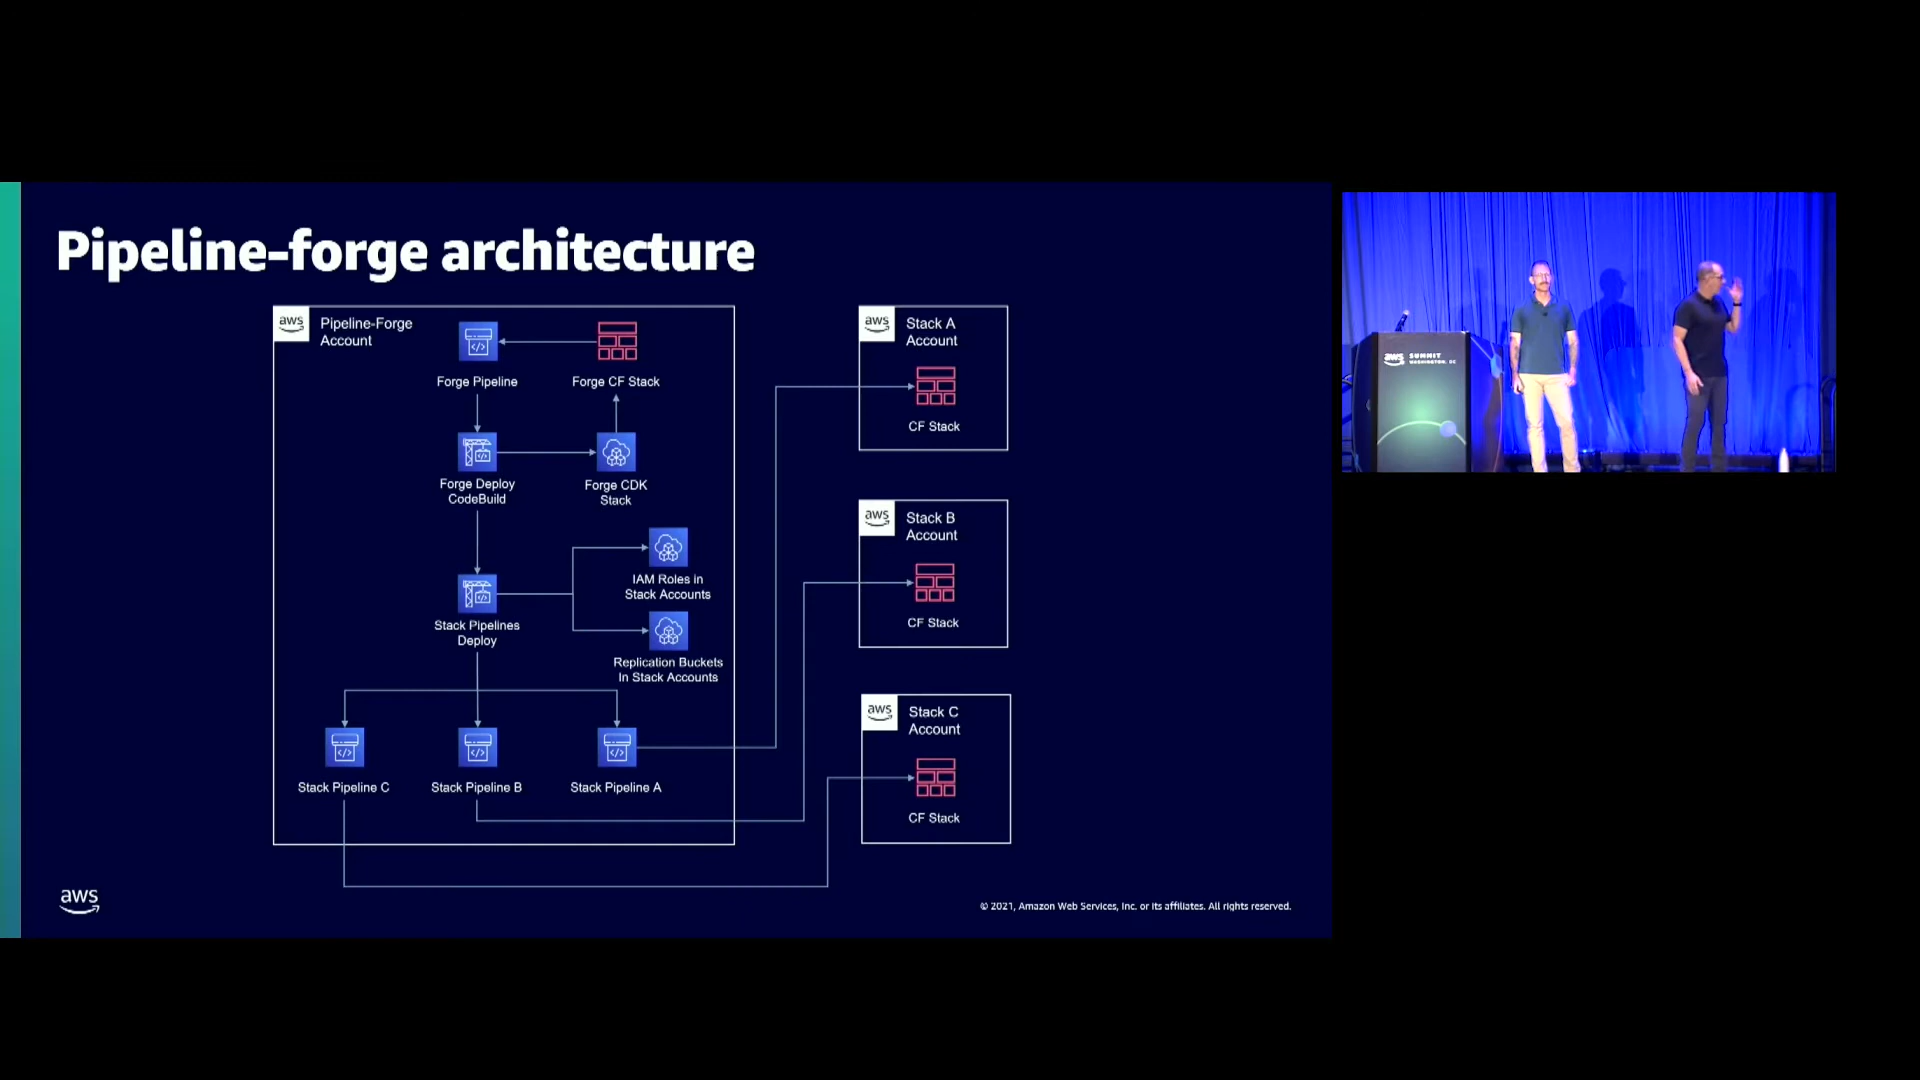 Pipeline-forge architecture
aws
Pipeline-Forge
Account
Forge Pipeline
Forge CF Stack
Forge Deploy
CodeBuild
Forge CDK
Stack
IAM Roles in
Stack Accounts
Stack Pipelines
Deploy
Replication Buckets
In Stack Accounts
Stack Pipeline C
Stack Pipeline B
Stack Pipeline A
aws
Stack A
Account
CF Stack
aws
Stack B
Account
CF Stack
aws
Stack C
Account
CF Stack
aws
© 2021, Amazon Web Services, Inc. or its affiliates. All rights reserved.
aws
SUMMIT
WASHINGTON, DC